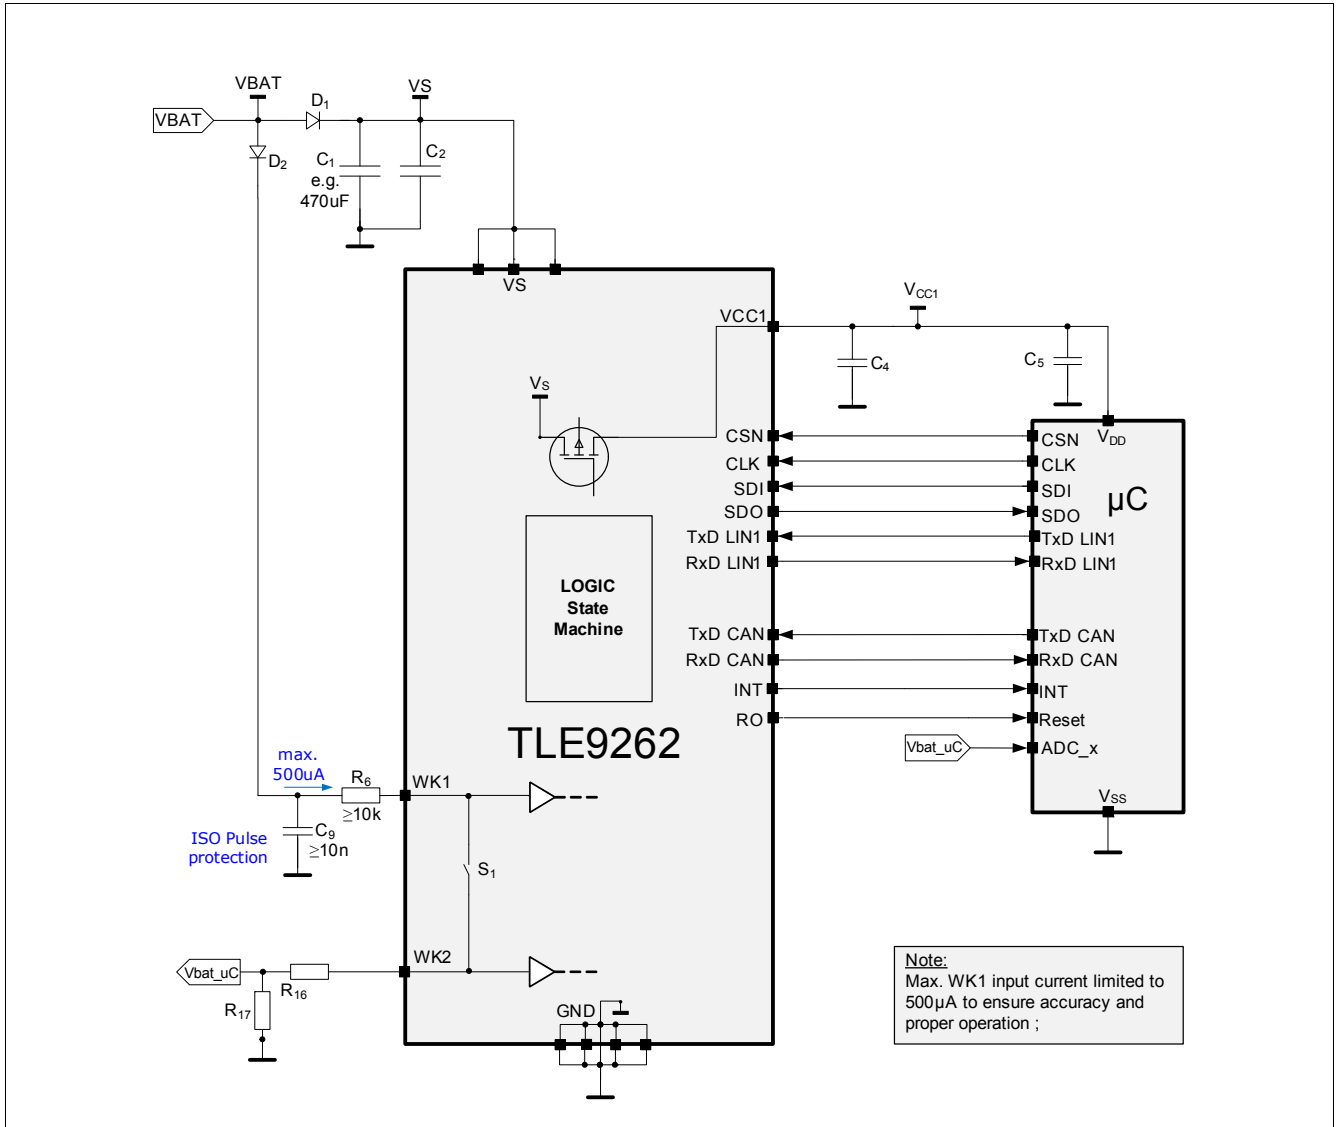 VBAT
VBAT
D1
VS
D2
C1
e.g.
470uF
C2
VS
VCC1
VCC1
C4
C5
VS
CSN
CLK
SDI
SDO
TxD LIN1
RxD LIN1
TxD CAN
RxD CAN
INT
RO
VDD
CSN
CLK
µC
SDI
SDO
TxD LIN1
RxD LIN1
TxD CAN
RxD CAN
INT
Reset
Vbat_uC
ADC_x
VSS
LOGIC
State
Machine
TLE9262
max.
500uA
R6
≥10k
WK1
ISO Pulse
protection
C9
≥10n
S1
WK2
Vbat_uC
R16
R17
GND
Note:
Max. WK1 input current limited to
500µA to ensure accuracy and
proper operation ;